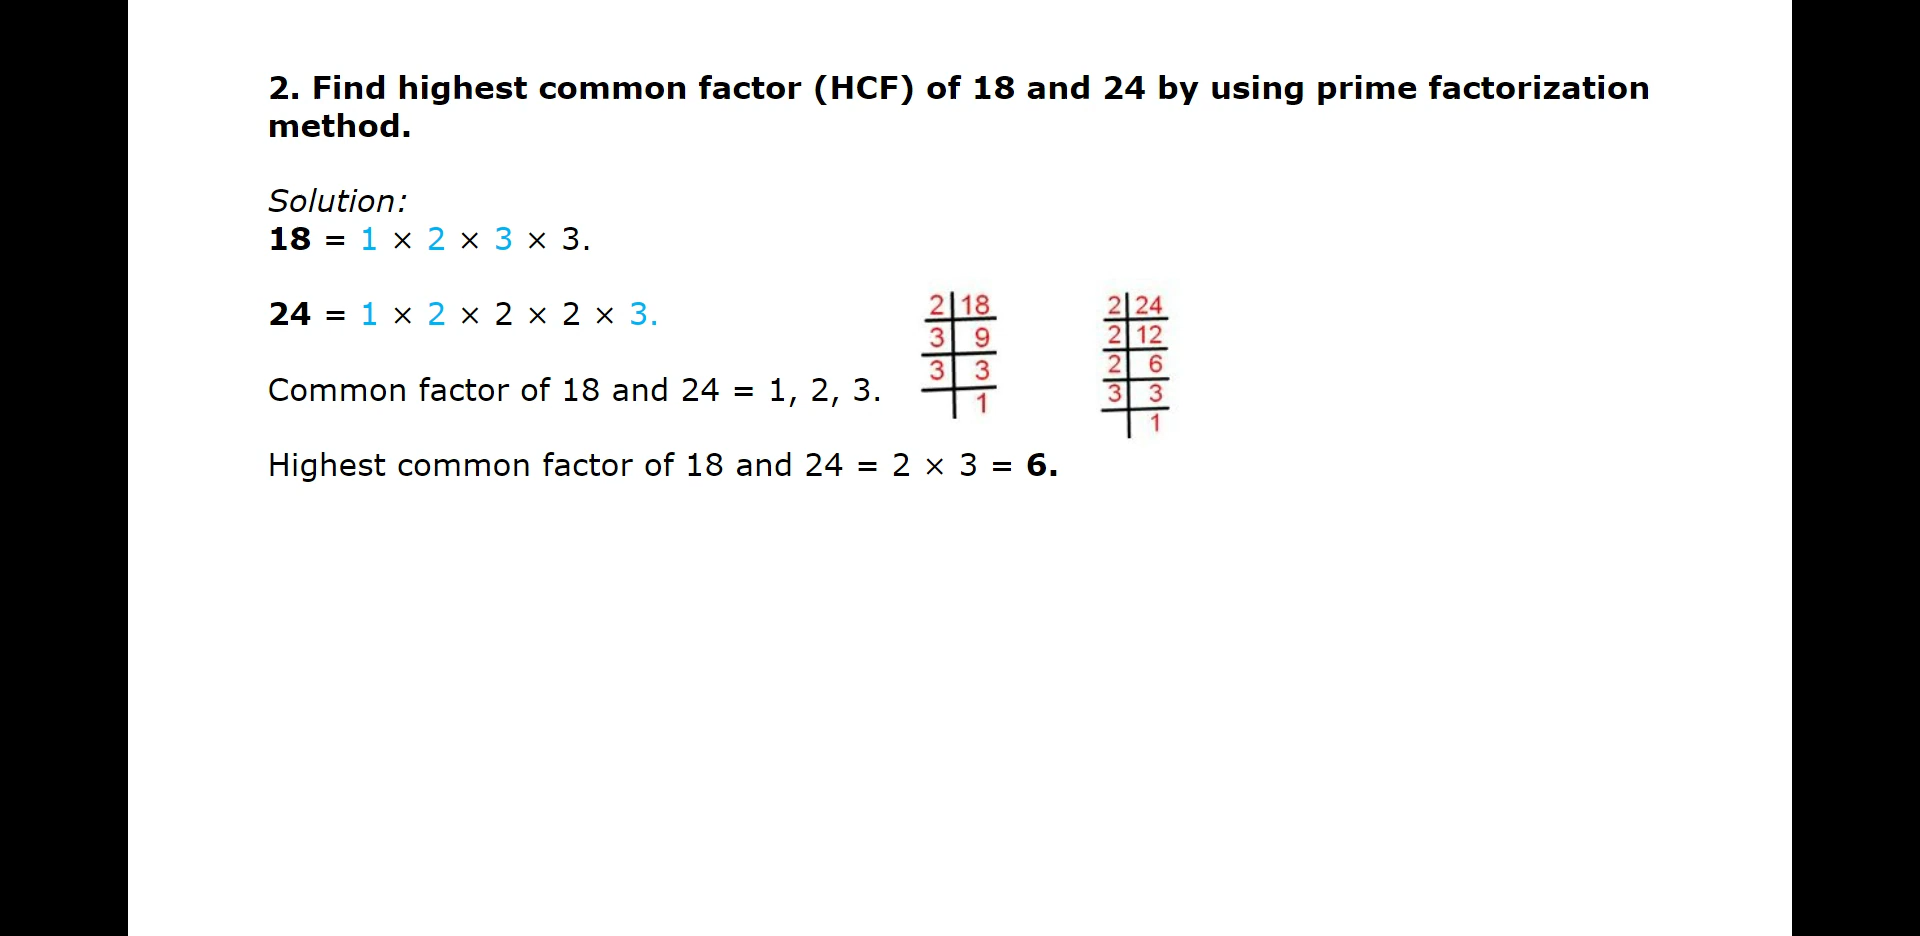 2. Find highest common factor (HCF) of 18 and 24 by using prime factorization
method.
Solution:
18 = 1 × 2 × 3 × 3.
24 = 1 × 2 × 2 × 2 × 3.
Common factor of 18 and 24 = 1, 2, 3.
Highest common factor of 18 and 24 = 2 × 3 = 6.
2 18
3 9
3 3
1
2 24
2 12
2 6
3 3
1